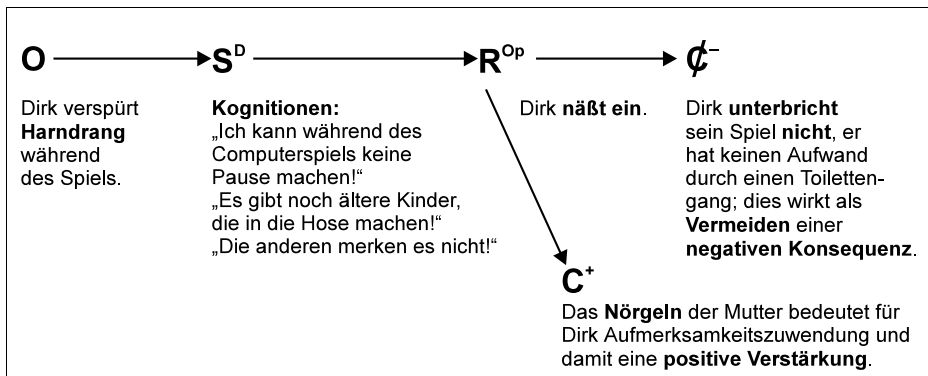 O S^D R^Op ₵⁻
Dirk verspürt
Harndrang
während
des Spiels.
Kognitionen:
„Ich kann während des
Computerspiels keine
Pause machen!“
„Es gibt noch ältere Kinder,
die in die Hose machen!“
„Die anderen merken es nicht!“
Dirk näßt ein.
Dirk unterbricht
sein Spiel nicht, er
hat keinen Aufwand
durch einen Toiletten-
gang; dies wirkt als
Vermeiden einer
negativen Konsequenz.
C⁺
Das Nörgeln der Mutter bedeutet für
Dirk Aufmerksamkeitszuwendung und
damit eine positive Verstärkung.